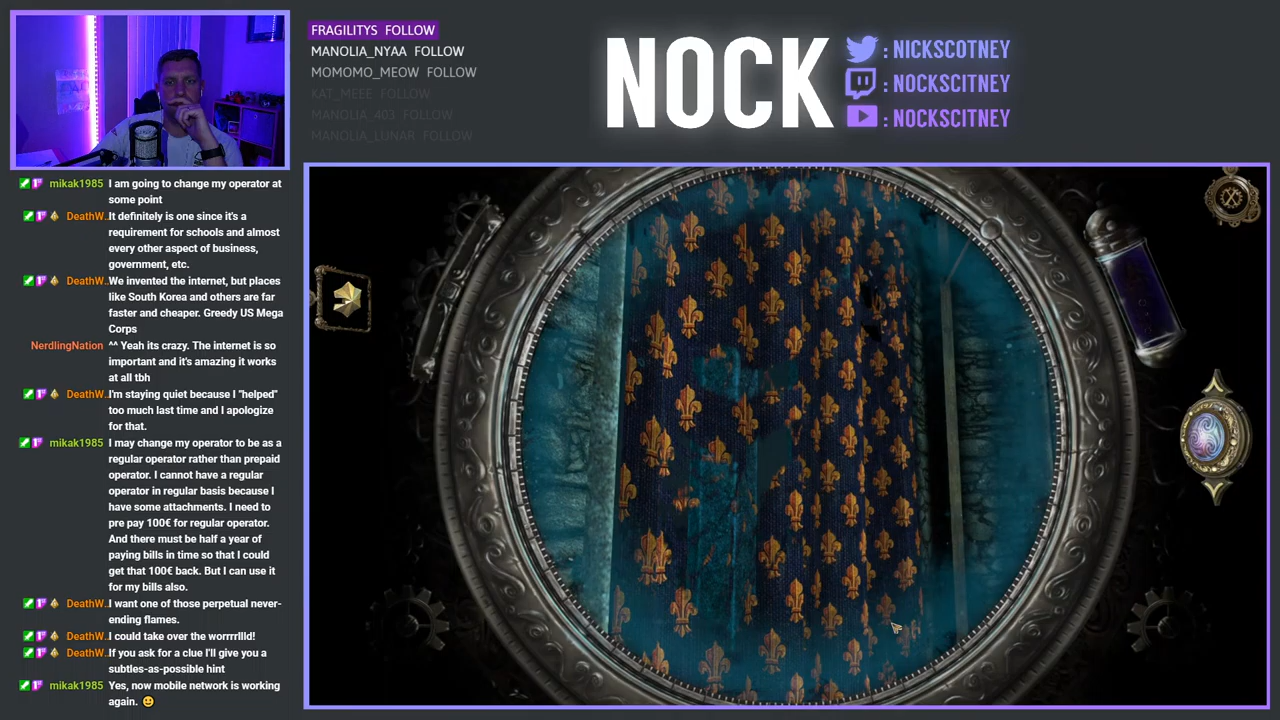 FRAGILITYS FOLLOW
MANOLIA_NYAA FOLLOW
MOMOMO_MEOW FOLLOW
KAT_MEEE FOLLOW
MANOLIA_403 FOLLOW
MANOLIA_LUNAR FOLLOW
NOCK
: NICKSCOTNEY
: NOCKSCITNEY
: NOCKSCITNEY
mikak1985 I am going to change my operator at
some point
DeathW.. It definitely is one since it's a
requirement for schools and almost
every other aspect of business,
government, etc.
DeathW.. We invented the internet, but places
like South Korea and others are far
faster and cheaper. Greedy US Mega
Corps
NerdlingNation ^^ Yeah its crazy. The internet is so
important and it's amazing it works
at all tbh
DeathW.. I'm staying quiet because I "helped"
too much last time and I apologize
for that.
mikak1985 I may change my operator to be as a
regular operator rather than prepaid
operator. I cannot have a regular
operator in regular basis because I
have some attachments. I need to
pre pay 100€ for regular operator.
And there must be half a year of
paying bills in time so that I could
get that 100€ back. But I can use it
for my bills also.
DeathW.. I want one of those perpetual never-
ending flames.
DeathW.. I could take over the worrrrllld!
DeathW.. If you ask for a clue I'll give you a
subtles-as-possible hint
mikak1985 Yes, now mobile network is working
again. 🙂